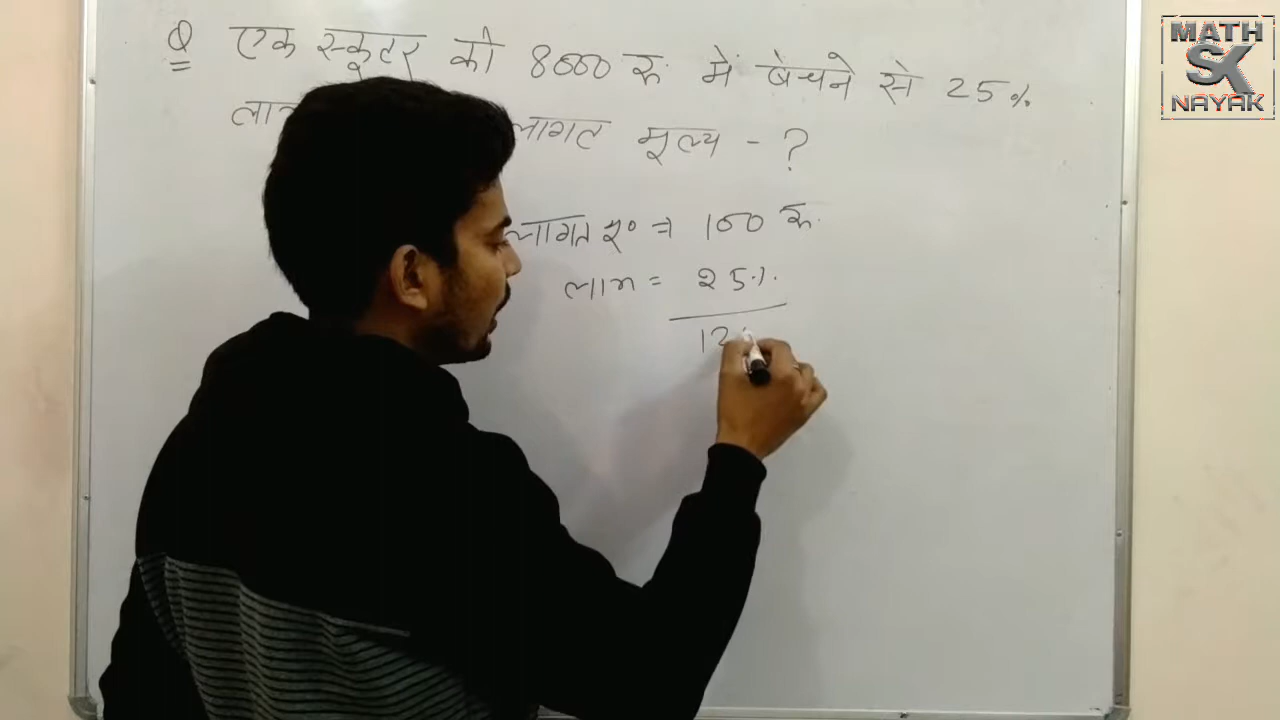 Q एक स्कूटर को 8000 रु. में बेचने से 25%
लागत मूल्य - ?
लागत मू० = 100 रु.
लाभ = 25%
12
MATH
SK
NAYAK